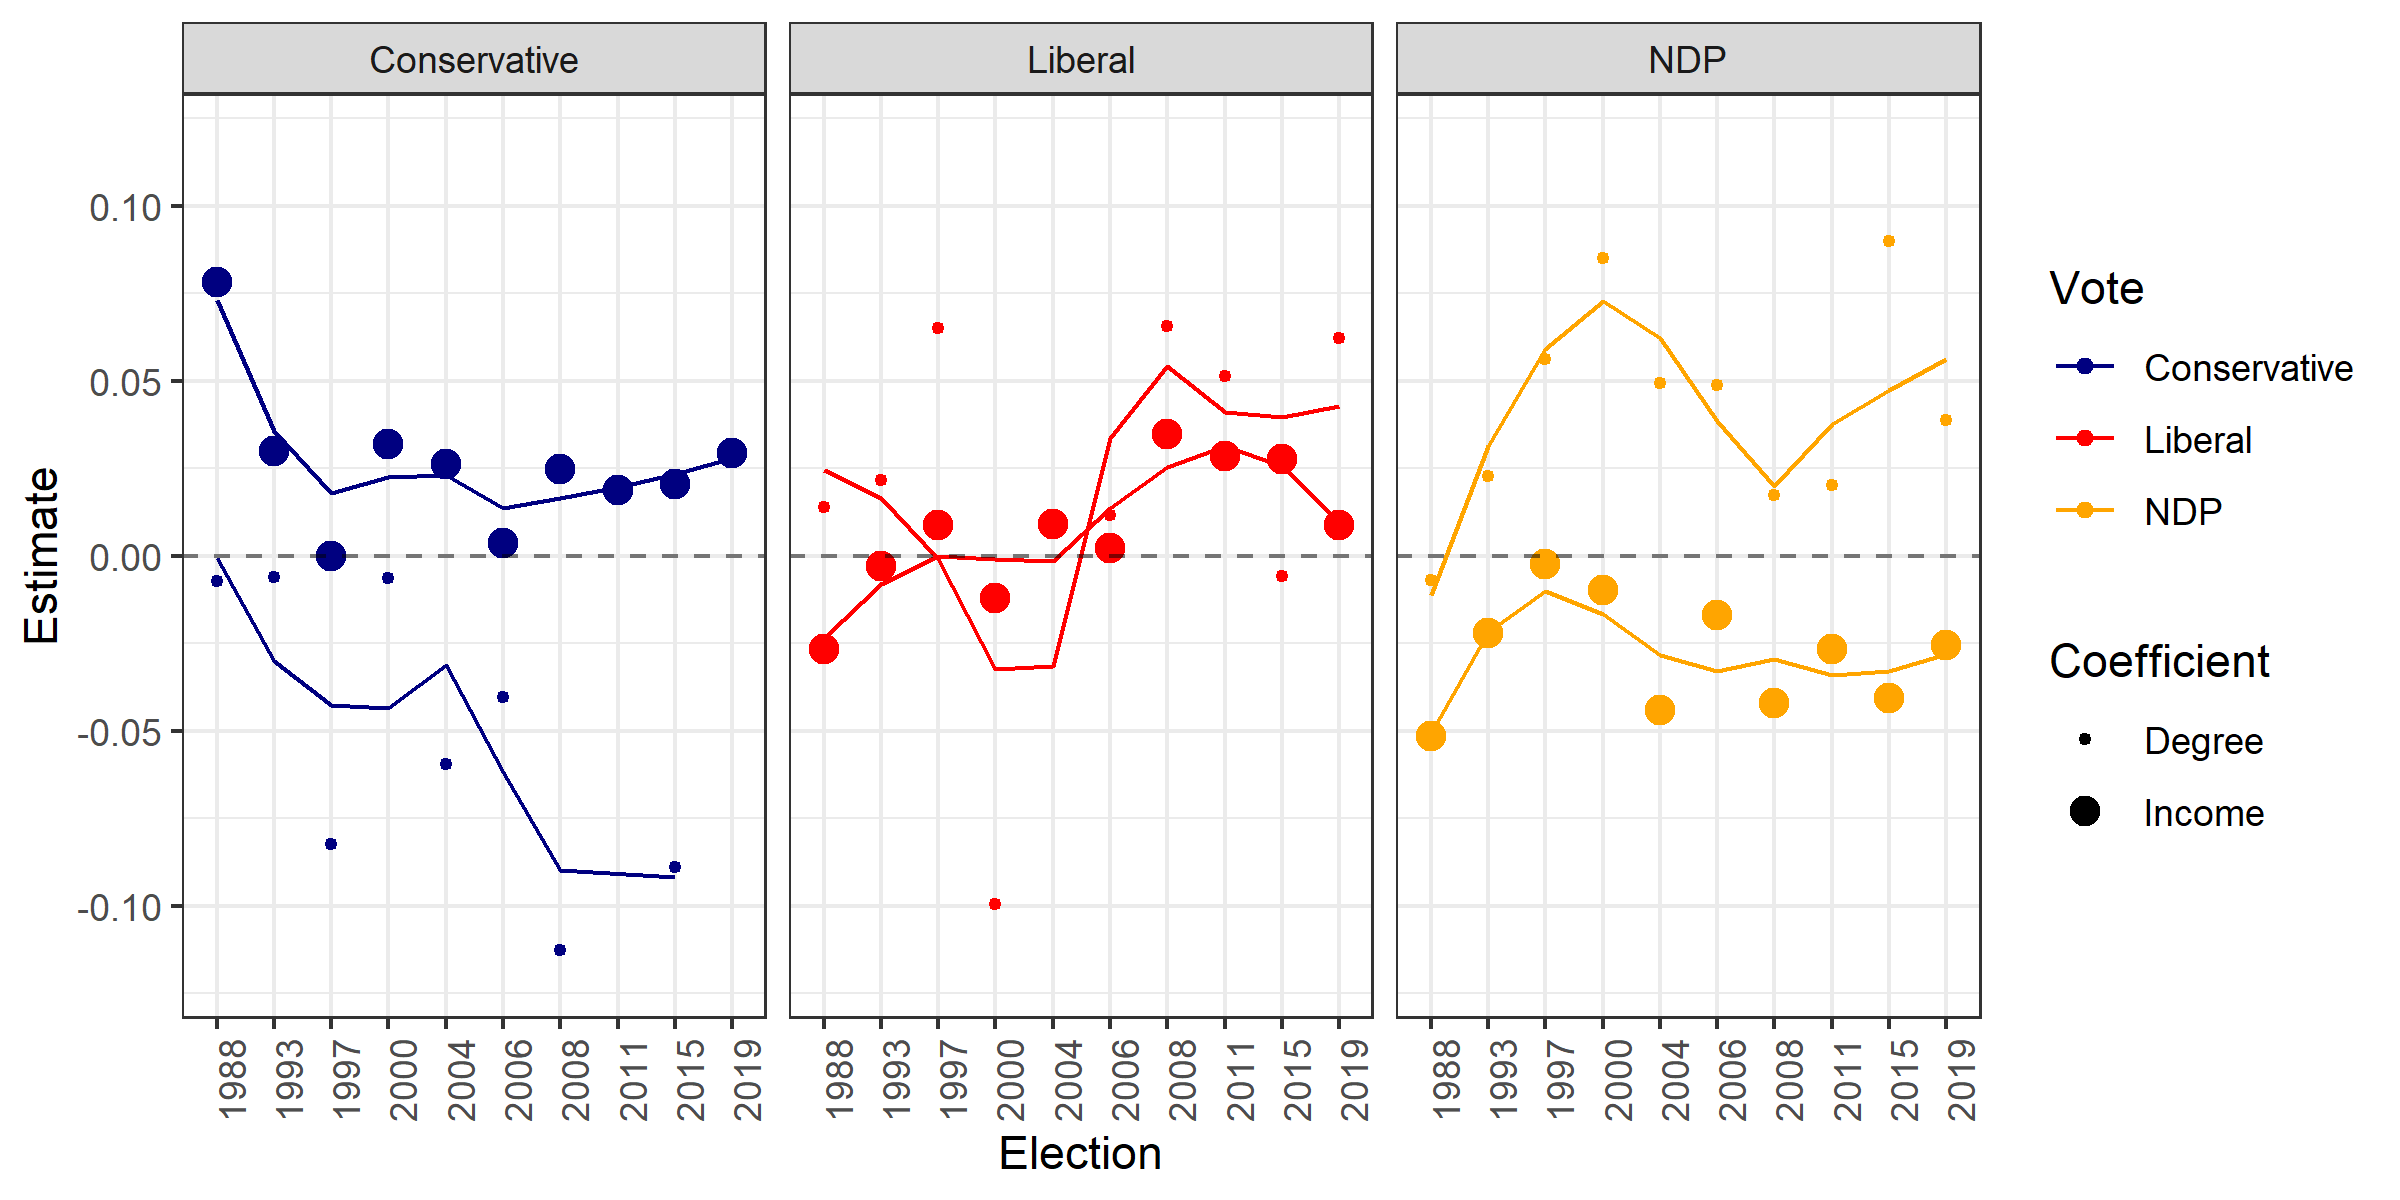 Conservative
Liberal
NDP
Estimate
0.10
0.05
0.00
-0.05
-0.10
1988 1993 1997 2000 2004 2006 2008 2011 2015 2019
1988 1993 1997 2000 2004 2006 2008 2011 2015 2019
1988 1993 1997 2000 2004 2006 2008 2011 2015 2019
Election
Vote
Conservative
Liberal
NDP
Coefficient
Degree
Income